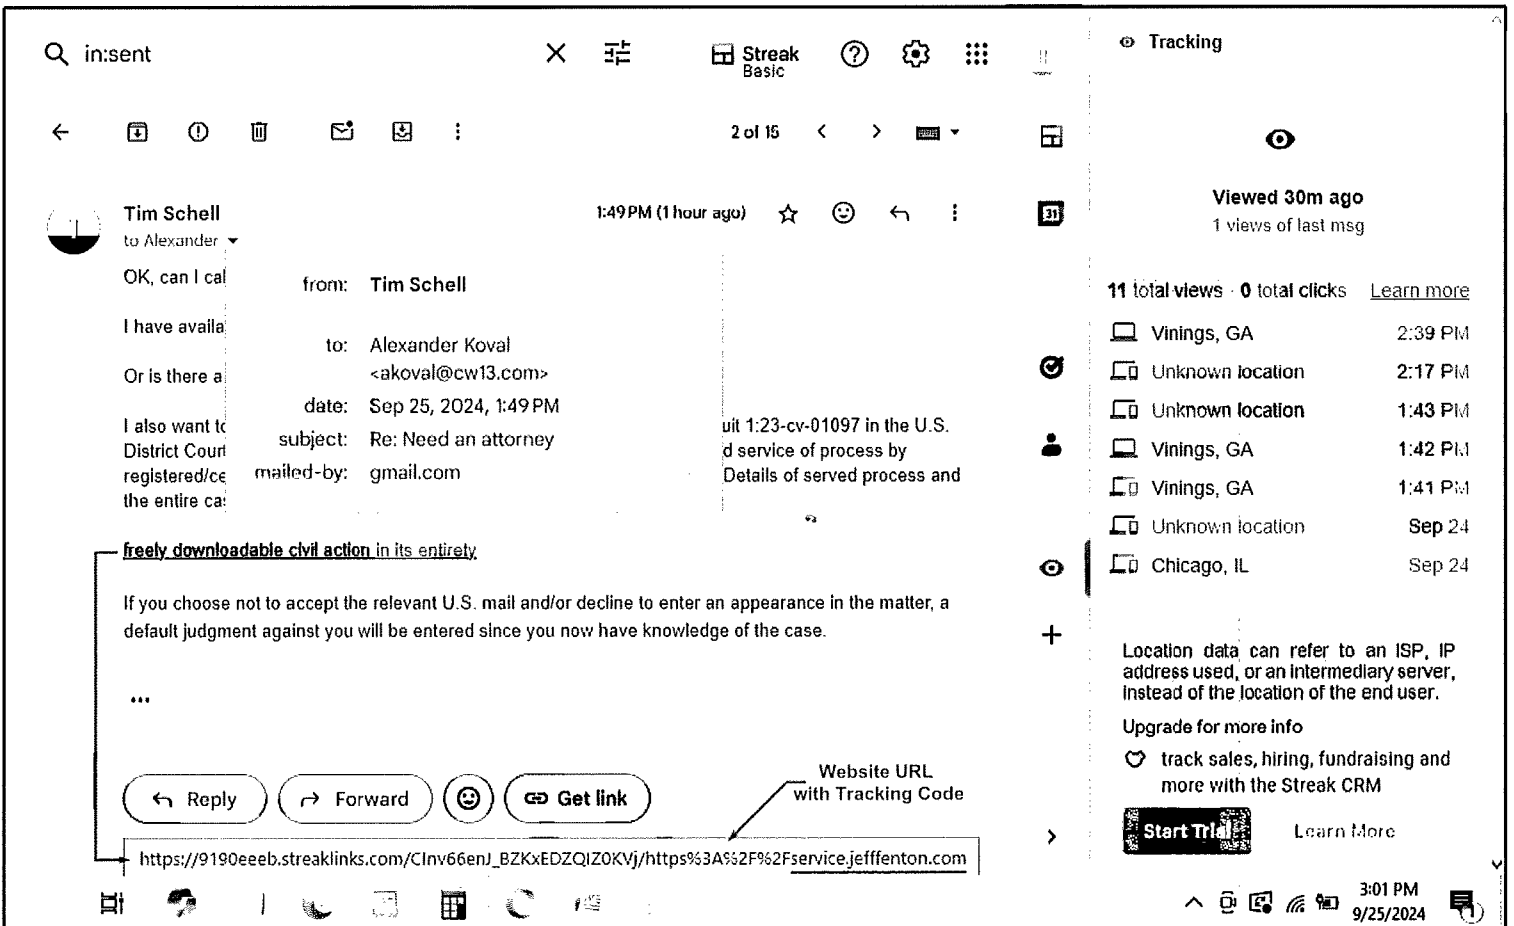 in:sent
Streak
Basic
2 of 15
Tim Schell
1:49 PM (1 hour ago)
to Alexander
31
OK, can I cal
I have availa
Or is there a
I also want to
District Court
registered/ce
the entire ca
from: Tim Schell
to: Alexander Koval
<akoval@cw13.com>
date: Sep 25, 2024, 1:49 PM
subject: Re: Need an attorney
mailed-by: gmail.com
uit 1:23-cv-01097 in the U.S.
d service of process by
Details of served process and
freely downloadable civil action in its entirety
If you choose not to accept the relevant U.S. mail and/or decline to enter an appearance in the matter, a
default judgment against you will be entered since you now have knowledge of the case.
...
Reply
Forward
Get link
Website URL
with Tracking Code
https://9190eeeb.streaklinks.com/CInv66enJ_BZKxEDZQIZ0KVj/https%3A%2F%2Fservice.jefffenton.com
Tracking
Viewed 30m ago
1 views of last msg
11 total views · 0 total clicks Learn more
Vinings, GA 2:39 PM
Unknown location 2:17 PM
Unknown location 1:43 PM
Vinings, GA 1:42 PM
Vinings, GA 1:41 PM
Unknown location Sep 24
Chicago, IL Sep 24
Location data can refer to an ISP, IP
address used, or an intermediary server,
instead of the location of the end user.
Upgrade for more info
track sales, hiring, fundraising and
more with the Streak CRM
Start Trial
Learn More
3:01 PM
9/25/2024
1